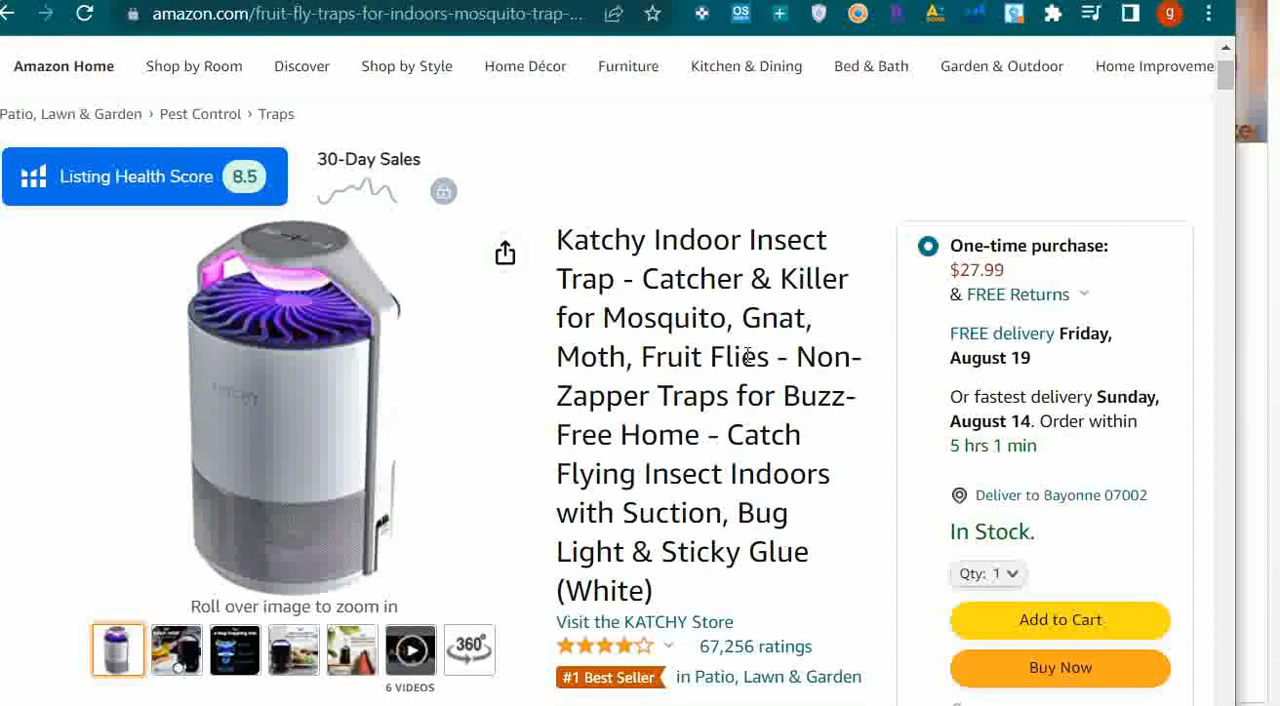 amazon.com/fruit-fly-traps-for-indoors-mosquito-trap-...
g
Amazon Home Shop by Room Discover Shop by Style Home Décor Furniture Kitchen & Dining Bed & Bath Garden & Outdoor Home Improveme
Patio, Lawn & Garden › Pest Control › Traps
Listing Health Score 8.5
30-Day Sales
Katchy Indoor Insect
Trap - Catcher & Killer
for Mosquito, Gnat,
Moth, Fruit Flies - Non-
Zapper Traps for Buzz-
Free Home - Catch
Flying Insect Indoors
with Suction, Bug
Light & Sticky Glue
(White)
Visit the KATCHY Store
67,256 ratings
#1 Best Seller in Patio, Lawn & Garden
Roll over image to zoom in
360°
6 VIDEOS
One-time purchase:
$27.99
& FREE Returns
FREE delivery Friday,
August 19
Or fastest delivery Sunday,
August 14. Order within
5 hrs 1 min
Deliver to Bayonne 07002
In Stock.
Qty: 1
Add to Cart
Buy Now